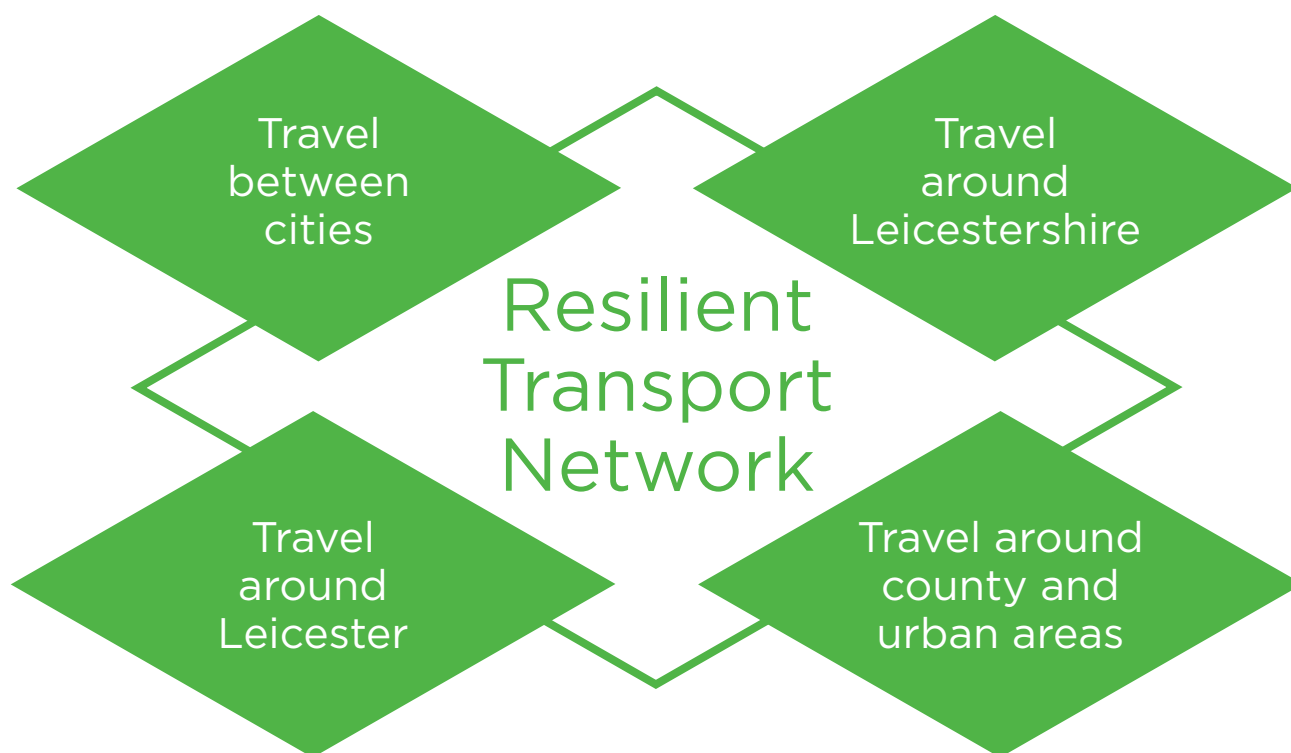 Travel
between
cities
Travel
around
Leicestershire
Resilient
Transport
Network
Travel
around
Leicester
Travel around
county and
urban areas